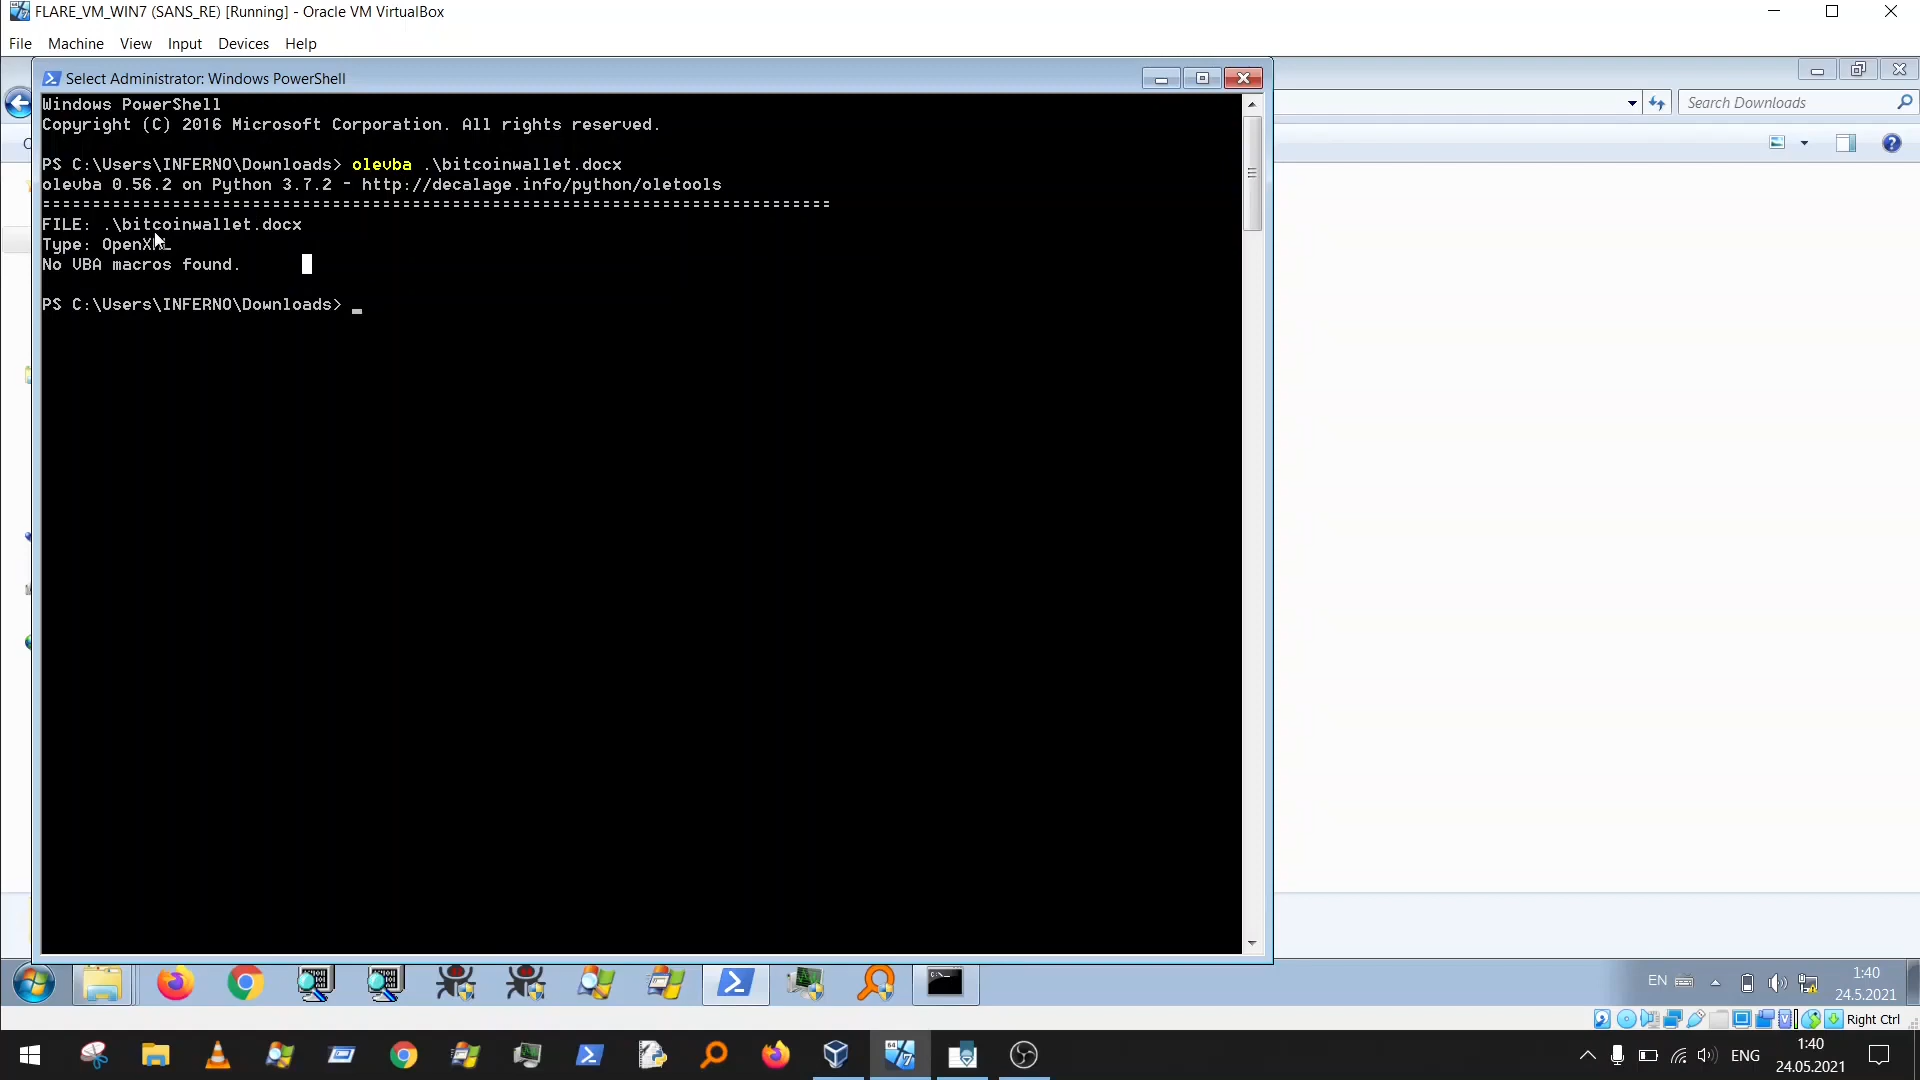 FLARE_VM_WIN7 (SANS_RE) [Running] - Oracle VM VirtualBox
File Machine View Input Devices Help
Select Administrator: Windows PowerShell
Windows PowerShell
Copyright (C) 2016 Microsoft Corporation. All rights reserved.
Search Downloads
PS C:\Users\INFERNO\Downloads> olevba .\bitcoinwallet.docx
olevba 0.56.2 on Python 3.7.2 - http://decalage.info/python/oletools
===============================================================================
FILE: .\bitcoinwallet.docx
Type: OpenXML
No VBA macros found.
PS C:\Users\INFERNO\Downloads> _
EN
1:40
24.5.2021
Right Ctrl
ENG
1:40
24.05.2021